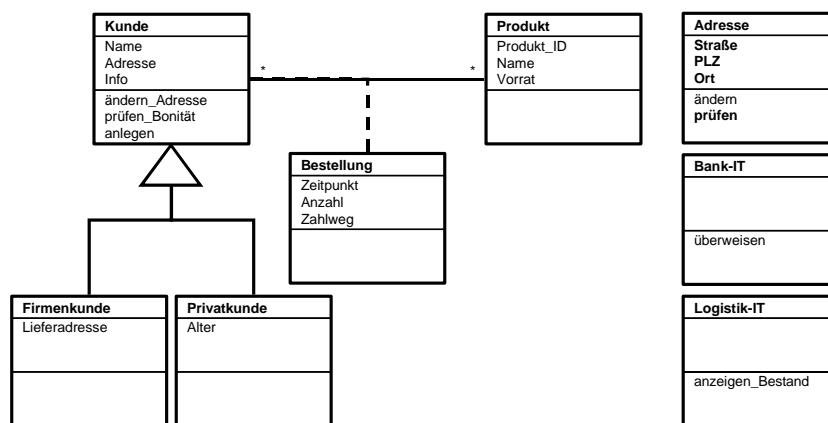 Kunde
Name
Adresse
Info
ändern_Adresse
prüfen_Bonität
anlegen
*
*
Produkt
Produkt_ID
Name
Vorrat
Adresse
Straße
PLZ
Ort
ändern
prüfen
Bestellung
Zeitpunkt
Anzahl
Zahlweg
Bank-IT
überweisen
Firmenkunde
Lieferadresse
Privatkunde
Alter
Logistik-IT
anzeigen_Bestand